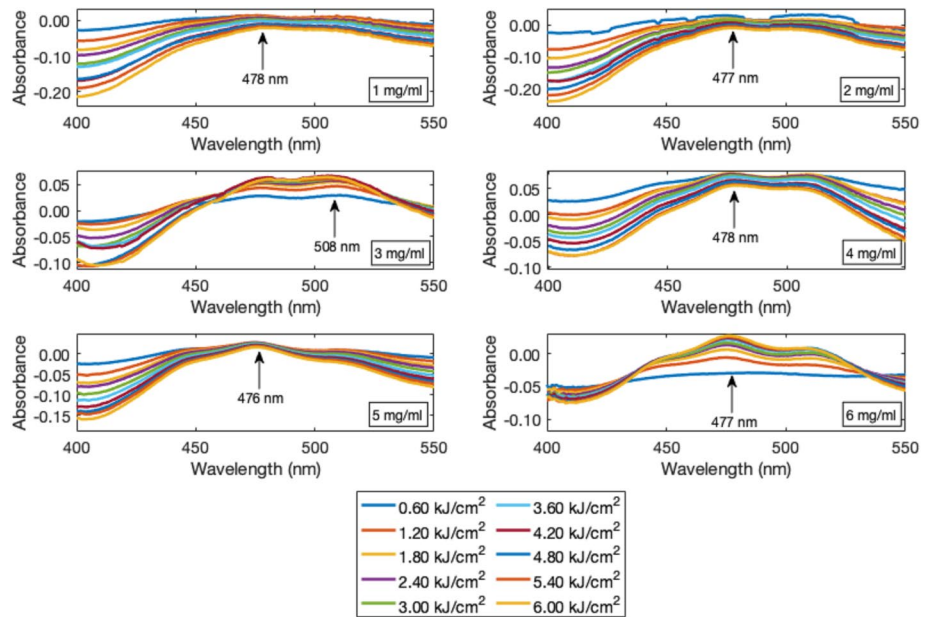 0.00
-0.10
-0.20
Absorbance
478 nm
1 mg/ml
400 450 500 550
Wavelength (nm)
0.00
-0.10
-0.20
Absorbance
477 nm
2 mg/ml
400 450 500 550
Wavelength (nm)
0.05
0.00
-0.05
-0.10
Absorbance
508 nm
3 mg/ml
400 450 500 550
Wavelength (nm)
0.05
0.00
-0.05
-0.10
Absorbance
478 nm
4 mg/ml
400 450 500 550
Wavelength (nm)
0.00
-0.05
-0.10
-0.15
Absorbance
476 nm
5 mg/ml
400 450 500 550
Wavelength (nm)
0.00
-0.05
-0.10
Absorbance
477 nm
6 mg/ml
400 450 500 550
Wavelength (nm)
0.60 kJ/cm² 3.60 kJ/cm²
1.20 kJ/cm² 4.20 kJ/cm²
1.80 kJ/cm² 4.80 kJ/cm²
2.40 kJ/cm² 5.40 kJ/cm²
3.00 kJ/cm² 6.00 kJ/cm²